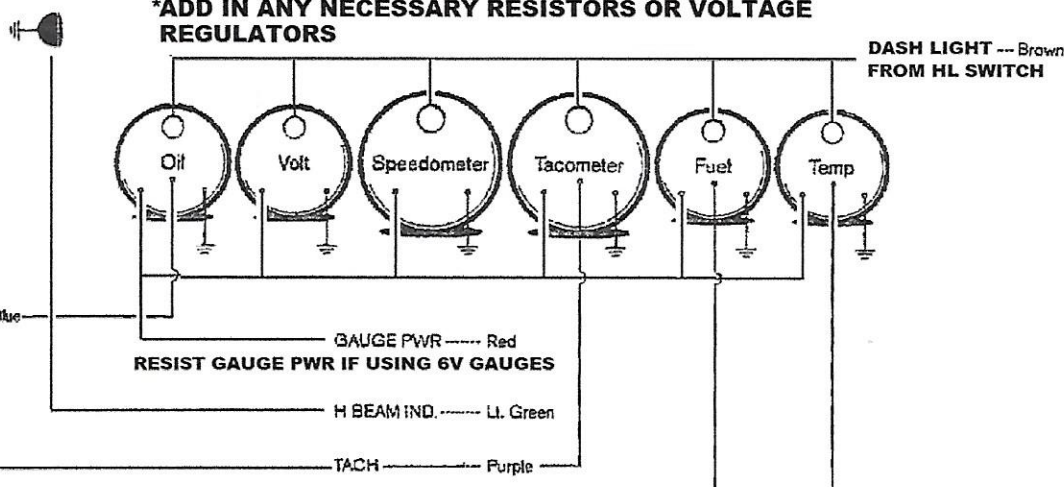 *ADD IN ANY NECESSARY RESISTORS OR VOLTAGE
REGULATORS
DASH LIGHT --- Brown
FROM HL SWITCH
Oil
Volt
Speedometer
Tacometer
Fuel
Temp
GAUGE PWR ----- Red
RESIST GAUGE PWR IF USING 6V GAUGES
H BEAM IND. ------ Lt. Green
TACH ------ Purple